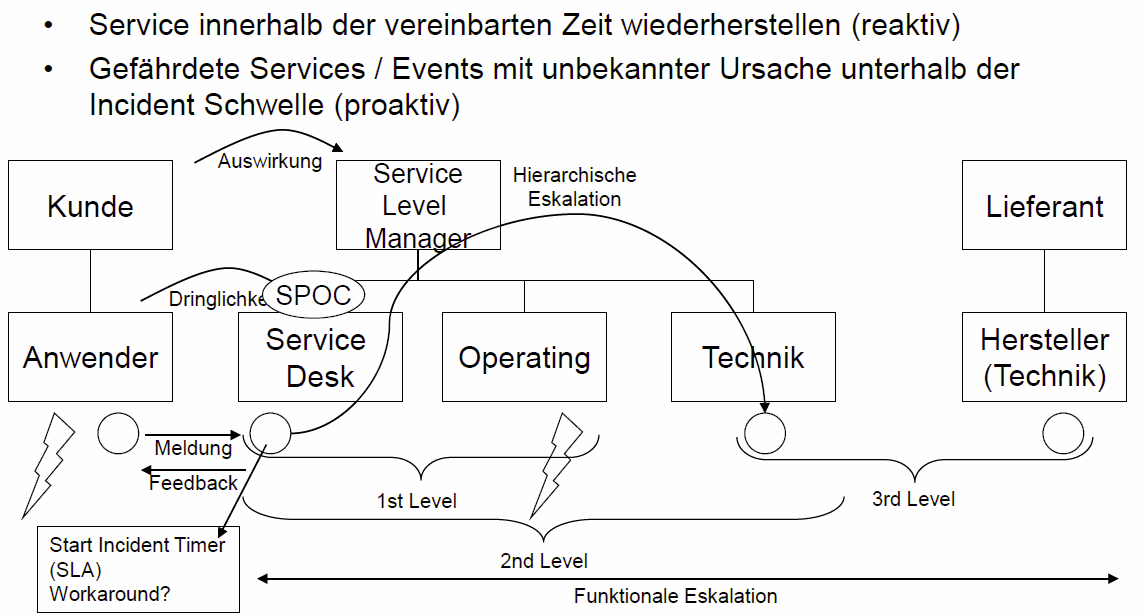 • Service innerhalb der vereinbarten Zeit wiederherstellen (reaktiv)
• Gefährdete Services / Events mit unbekannter Ursache unterhalb der
Incident Schwelle (proaktiv)
Auswirkung
Kunde
Service
Level
Manager
Hierarchische
Eskalation
Lieferant
Dringlichke
SPOC
Anwender
Service
Desk
Operating
Technik
Hersteller
(Technik)
Meldung
Feedback
1st Level
3rd Level
2nd Level
Start Incident Timer
(SLA)
Workaround?
Funktionale Eskalation